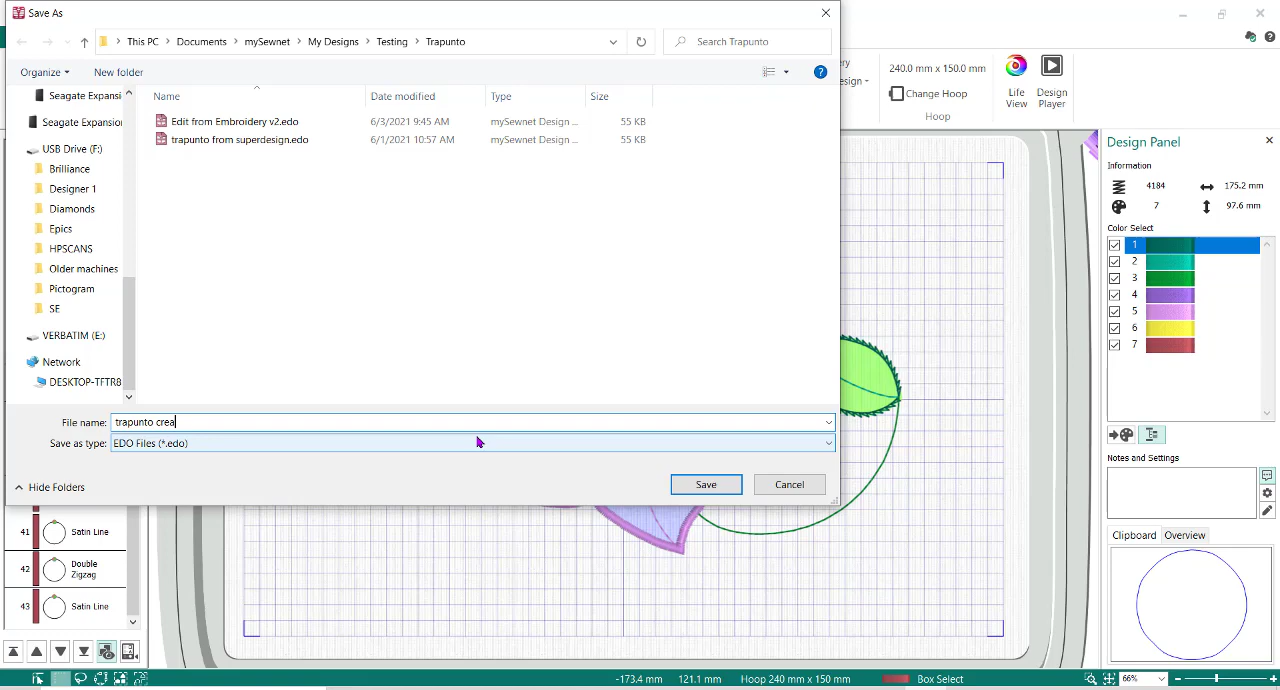 Save As
This PC
Documents
mySewnet
My Designs
Testing
Trapunto
Search Trapunto
Organize
New folder
?
Name
Date modified
Type
Size
Edit from Embroidery v2.edo
6/3/2021 9:45 AM
mySewnet Design ...
55 KB
trapunto from superdesign.edo
6/1/2021 10:57 AM
mySewnet Design ...
55 KB
Seagate Expansi
Seagate Expansion
USB Drive (F:)
Brilliance
Designer 1
Diamonds
Epics
HPSCANS
Older machines
Pictogram
SE
VERBATIM (E:)
Network
DESKTOP-TFTR8
File name:
trapunto crea
Save as type:
EDO Files (*.edo)
Hide Folders
Save
Cancel
ry
esign
240.0 mm x 150.0 mm
Change Hoop
Hoop
Life
View
Design
Player
Design Panel
Information
4184
175.2 mm
7
97.6 mm
Color Select
1
2
3
4
5
6
7
Notes and Settings
Clipboard
Overview
41
Satin Line
42
Double
Zigzag
43
Satin Line
-173.4 mm
121.1 mm
Hoop 240 mm x 150 mm
Box Select
66%